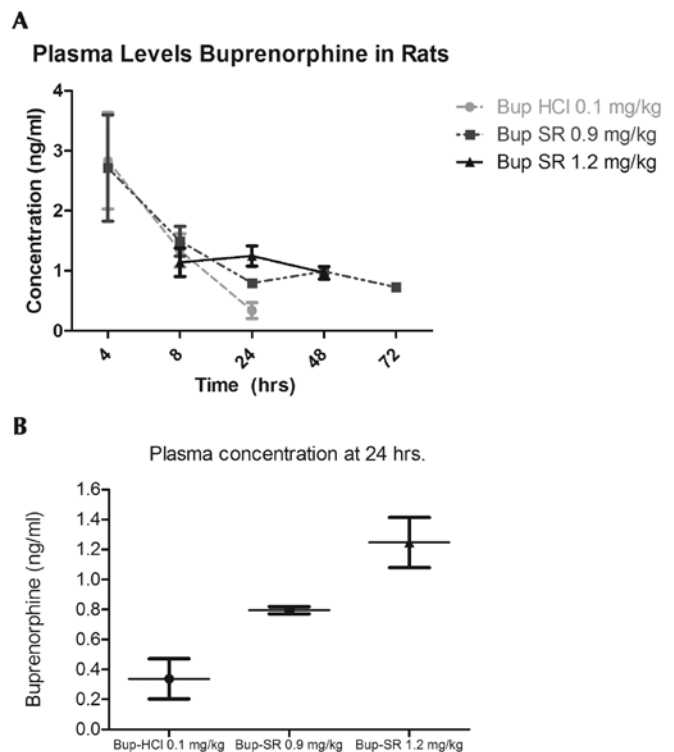 A
Plasma Levels Buprenorphine in Rats
Concentration (ng/ml)
4
3
2
1
0
4
8
24
48
72
Time (hrs)
Bup HCl 0.1 mg/kg
Bup SR 0.9 mg/kg
Bup SR 1.2 mg/kg
B
Plasma concentration at 24 hrs.
Buprenorphine (ng/ml)
1.6
1.4
1.2
1.0
0.8
0.6
0.4
0.2
0.0
Bup-HCl 0.1 mg/kg
Bup-SR 0.9 mg/kg
Bup-SR 1.2 mg/kg